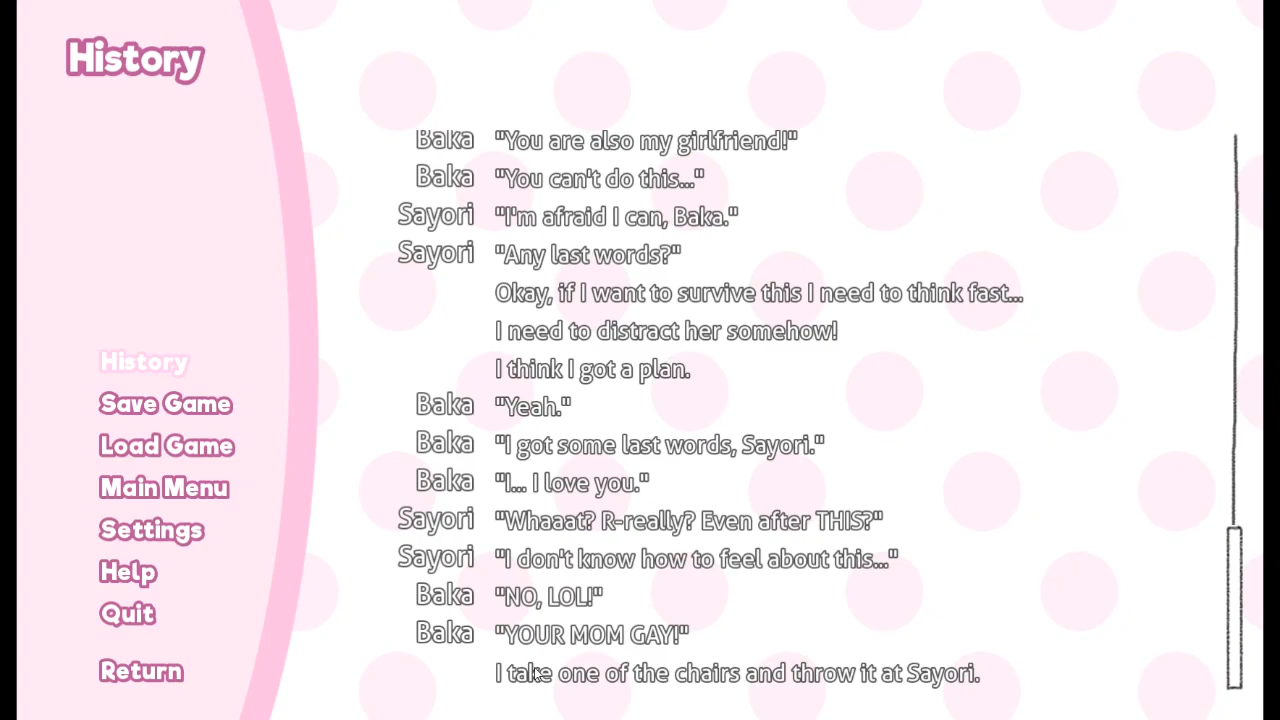 History
Baka "You are also my girlfriend!"
Baka "You can't do this..."
Sayori "I'm afraid I can, Baka."
Sayori "Any last words?"
Okay, if I want to survive this I need to think fast...
I need to distract her somehow!
I think I got a plan.
Baka "Yeah."
Baka "I got some last words, Sayori."
Baka "I... I love you."
Sayori "Whaaat? R-really? Even after THIS?"
Sayori "I don't know how to feel about this..."
Baka "NO, LOL!"
Baka "YOUR MOM GAY!"
I take one of the chairs and throw it at Sayori.
History
Save Game
Load Game
Main Menu
Settings
Help
Quit
Return